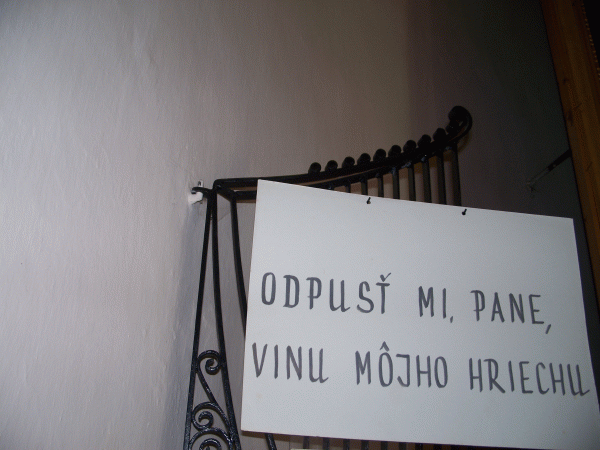 ODPUSŤ MI, PANE,
VINU MÔJHO HRIECHU